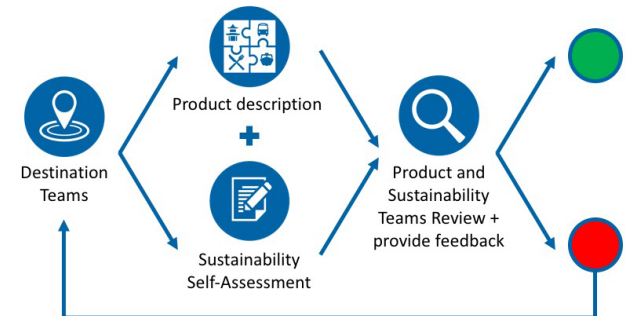 Product description
Destination
Teams
Product and
Sustainability
Teams Review +
provide feedback
Sustainability
Self-Assessment